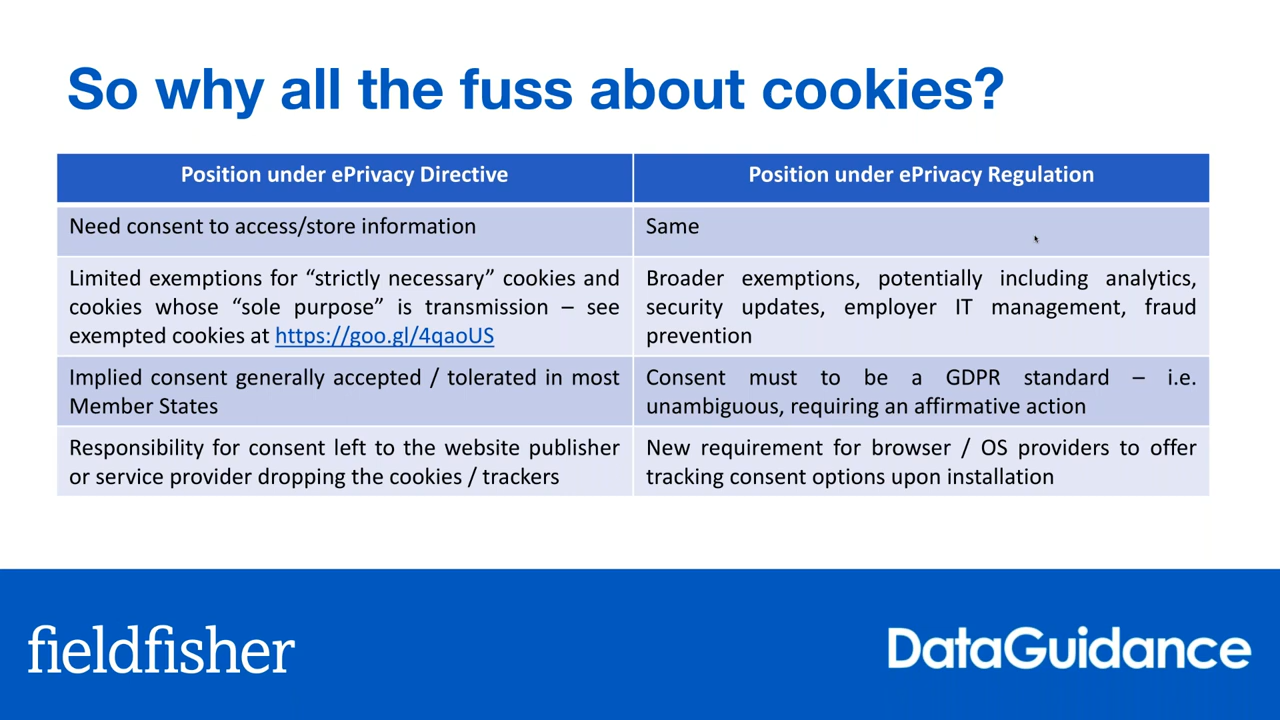 So why all the fuss about cookies?
Position under ePrivacy Directive
Position under ePrivacy Regulation
Need consent to access/store information
Same
Limited exemptions for “strictly necessary” cookies and
cookies whose “sole purpose” is transmission – see
exempted cookies at https://goo.gl/4qaoUS
Broader exemptions, potentially including analytics,
security updates, employer IT management, fraud
prevention
Implied consent generally accepted / tolerated in most
Member States
Consent must to be a GDPR standard – i.e.
unambiguous, requiring an affirmative action
Responsibility for consent left to the website publisher
or service provider dropping the cookies / trackers
New requirement for browser / OS providers to offer
tracking consent options upon installation
fieldfisher
DataGuidance